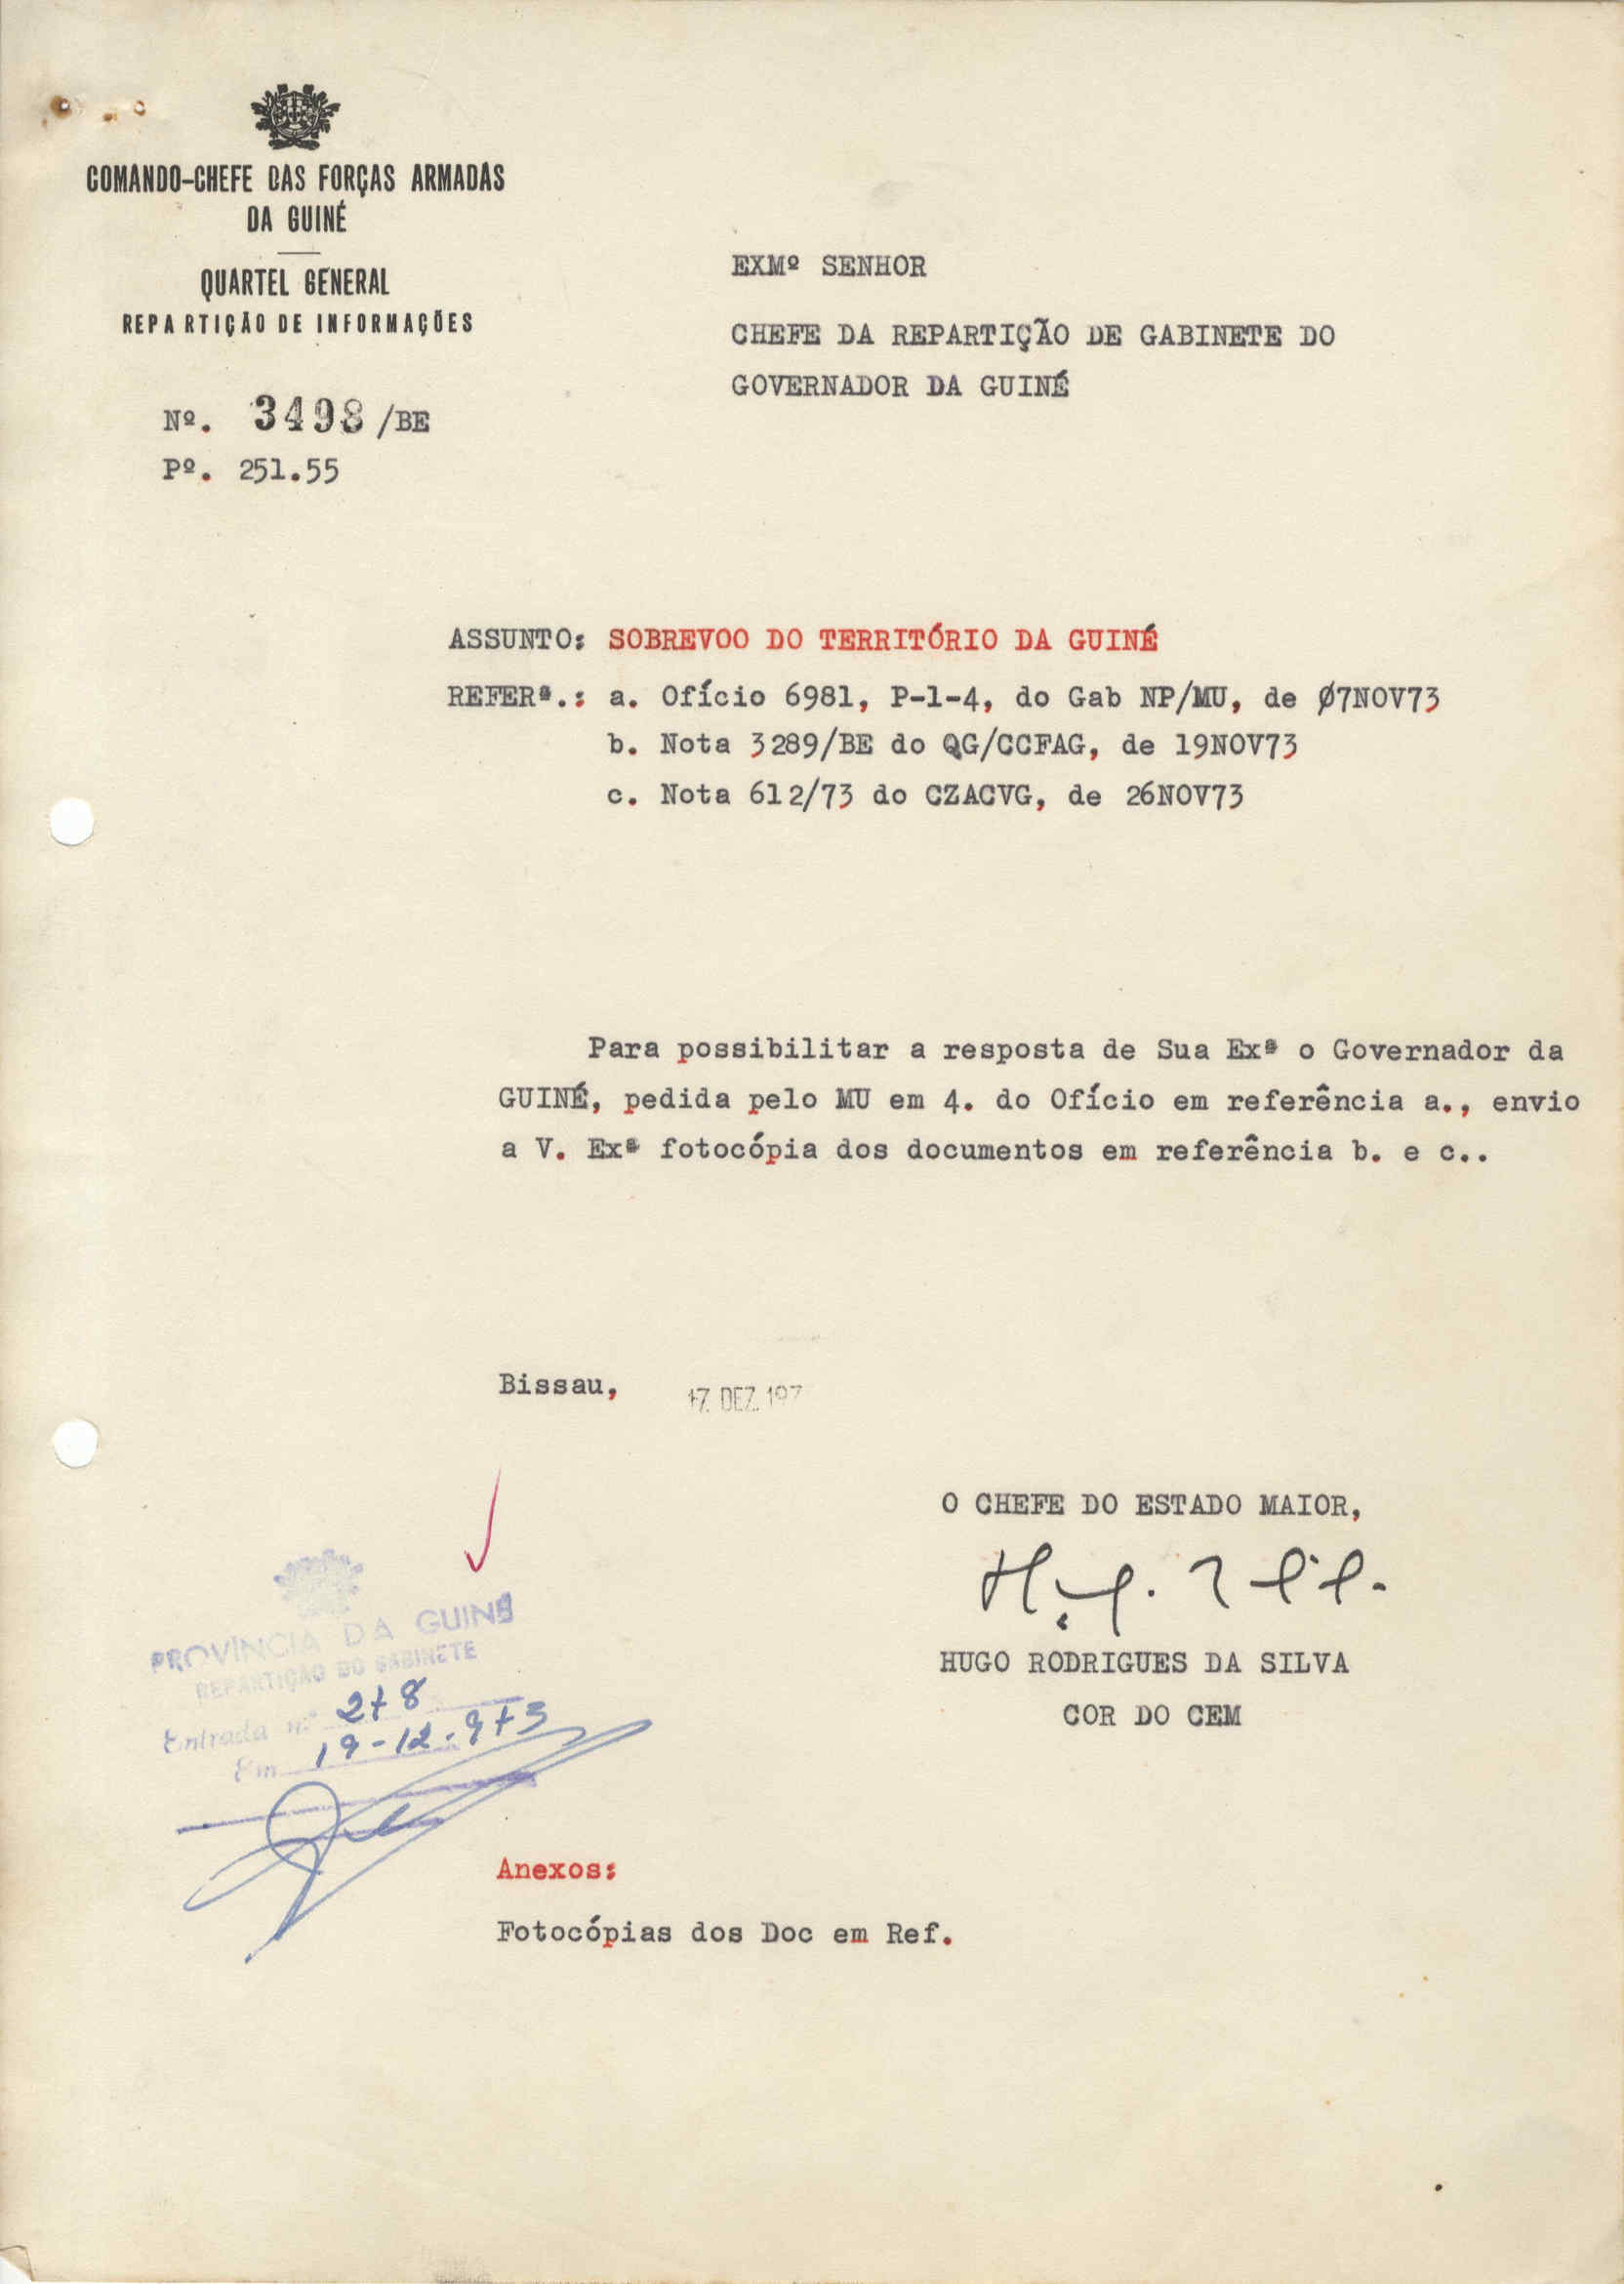 COMANDO-CHEFE DAS FORÇAS ARMADAS
DA GUINÉ
QUARTEL GENERAL
REPARTIÇÃO DE INFORMAÇÕES
Nº. 3498/BE
Pº. 251.55
EXMº SENHOR
CHEFE DA REPARTIÇÃO DE GABINETE DO
GOVERNADOR DA GUINÉ
ASSUNTO: SOBREVOO DO TERRITÓRIO DA GUINÉ
REFERª.: a. Ofício 6981, P-1-4, do Gab NP/MU, de Ø7NOV73
b. Nota 3289/BE do QG/CCFAG, de 19NOV73
c. Nota 612/73 do CZACVG, de 26NOV73
Para possibilitar a resposta de Sua Exª o Governador da
GUINÉ, pedida pelo MU em 4. do Ofício em referência a., envio
a V. Exª fotocópia dos documentos em referência b. e c..
Bissau, 17. DEZ. 197
O CHEFE DO ESTADO MAIOR,
HUGO RODRIGUES DA SILVA
COR DO CEM
PROVÍNCIA DA GUINÉ
REPARTIÇÃO DO GABINETE
Entrada nº 278
Em 19-12-973
Anexos:
Fotocópias dos Doc em Ref.